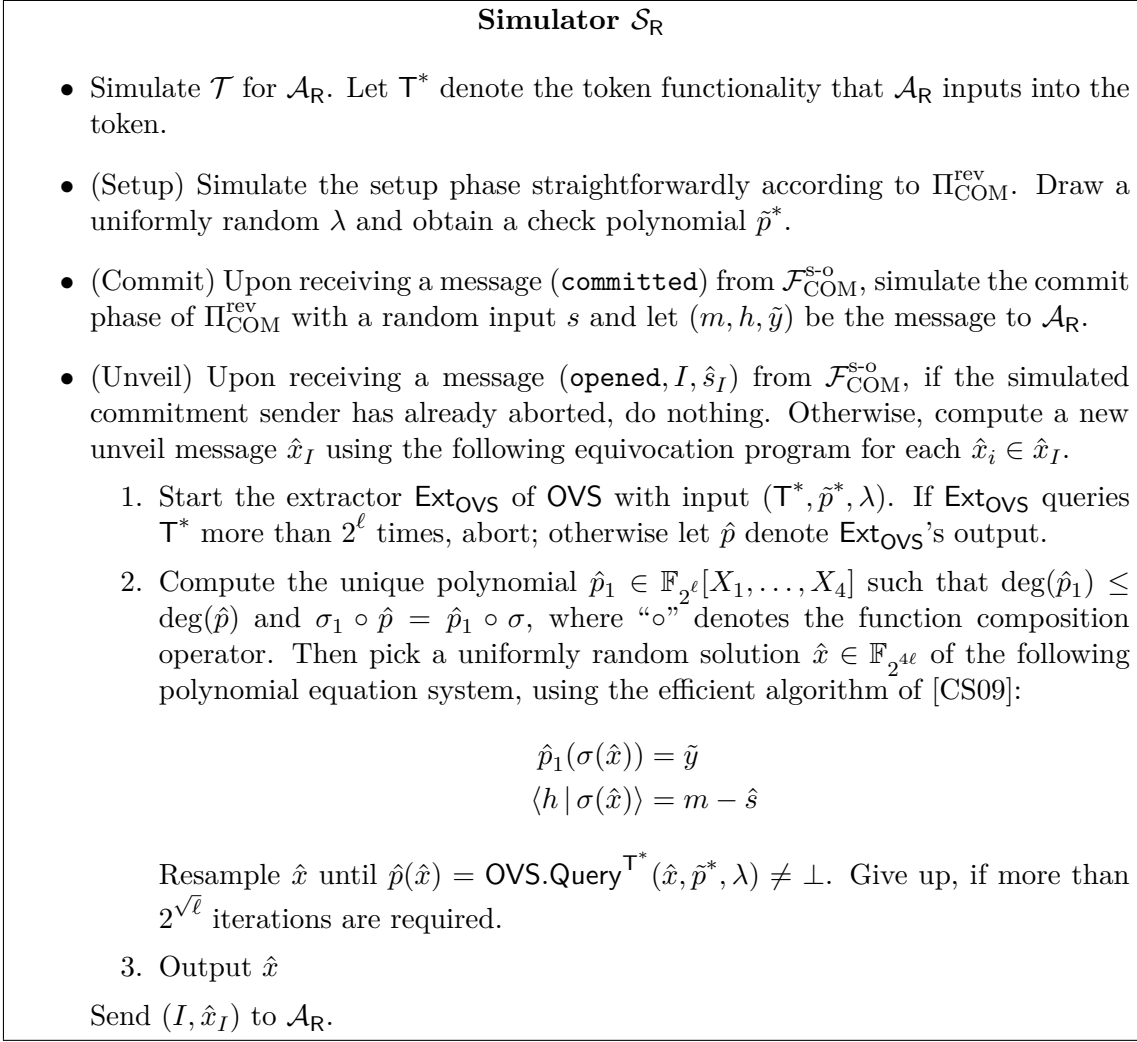 Simulator 𝒮_R
• Simulate 𝒯 for 𝒜_R. Let T* denote the token functionality that 𝒜_R inputs into the
token.
• (Setup) Simulate the setup phase straightforwardly according to Π_COM^rev. Draw a
uniformly random λ and obtain a check polynomial p̃*.
• (Commit) Upon receiving a message (committed) from ℱ_COM^s-o, simulate the commit
phase of Π_COM^rev with a random input s and let (m, h, ỹ) be the message to 𝒜_R.
• (Unveil) Upon receiving a message (opened, I, ŝ_I) from ℱ_COM^s-o, if the simulated
commitment sender has already aborted, do nothing. Otherwise, compute a new
unveil message x̂_I using the following equivocation program for each x̂_i ∈ x̂_I.
1. Start the extractor Ext_OVS of OVS with input (T*, p̃*, λ). If Ext_OVS queries
T* more than 2^ℓ times, abort; otherwise let p̂ denote Ext_OVS's output.
2. Compute the unique polynomial p̂_1 ∈ 𝔽_{2^ℓ}[X_1, . . . , X_4] such that deg(p̂_1) ≤
deg(p̂) and σ_1 ∘ p̂ = p̂_1 ∘ σ, where “∘” denotes the function composition
operator. Then pick a uniformly random solution x̂ ∈ 𝔽_{2^{4ℓ}} of the following
polynomial equation system, using the efficient algorithm of [CS09]:
p̂_1(σ(x̂)) = ỹ
⟨h | σ(x̂)⟩ = m − ŝ
Resample x̂ until p̂(x̂) = OVS.Query^{T*}(x̂, p̃*, λ) ≠ ⊥. Give up, if more than
2^{√ℓ} iterations are required.
3. Output x̂
Send (I, x̂_I) to 𝒜_R.